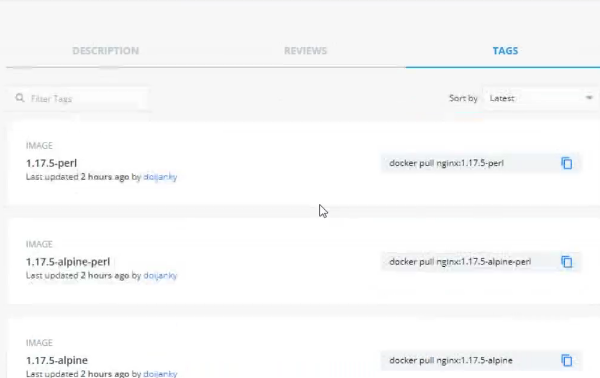 DESCRIPTION REVIEWS TAGS
Filter Tags Sort by Latest
IMAGE
1.17.5-perl docker pull nginx:1.17.5-perl
Last updated 2 hours ago by doijanky
IMAGE
1.17.5-alpine-perl docker pull nginx:1.17.5-alpine-perl
Last updated 2 hours ago by doijanky
IMAGE
1.17.5-alpine docker pull nginx:1.17.5-alpine
Last updated 2 hours ago by doijanky